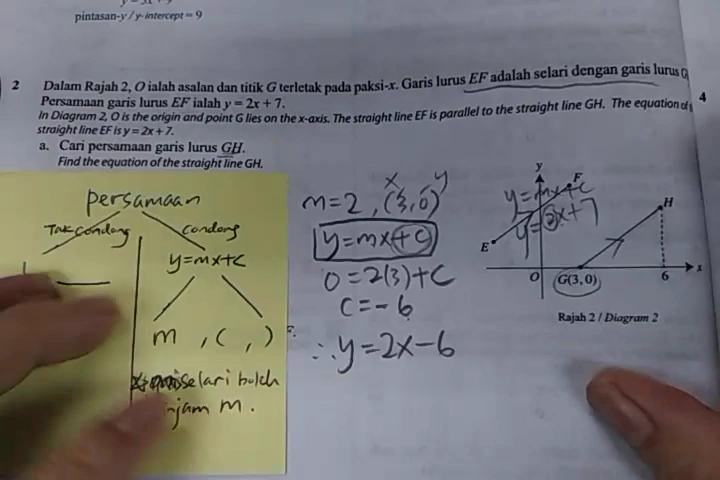 pintasan-y / y-intercept = 9
2 Dalam Rajah 2, O ialah asalan dan titik G terletak pada paksi-x. Garis lurus EF adalah selari dengan garis lurus G
Persamaan garis lurus EF ialah y = 2x + 7.
In Diagram 2, O is the origin and point G lies on the x-axis. The straight line EF is parallel to the straight line GH. The equation of
straight line EF is y = 2x + 7.
4
a. Cari persamaan garis lurus GH.
Find the equation of the straight line GH.
persamaan
Tak condong
condong
y=mx+c
m , ( , )
selari boleh
m.
x y
m=2, (3,0)
y=mx+c
0=2(3)+c
c=-6
∴ y=2x-6
y
F
y=mx+c
y=2x+7
H
E
O G(3,0) 6 x
Rajah 2 / Diagram 2